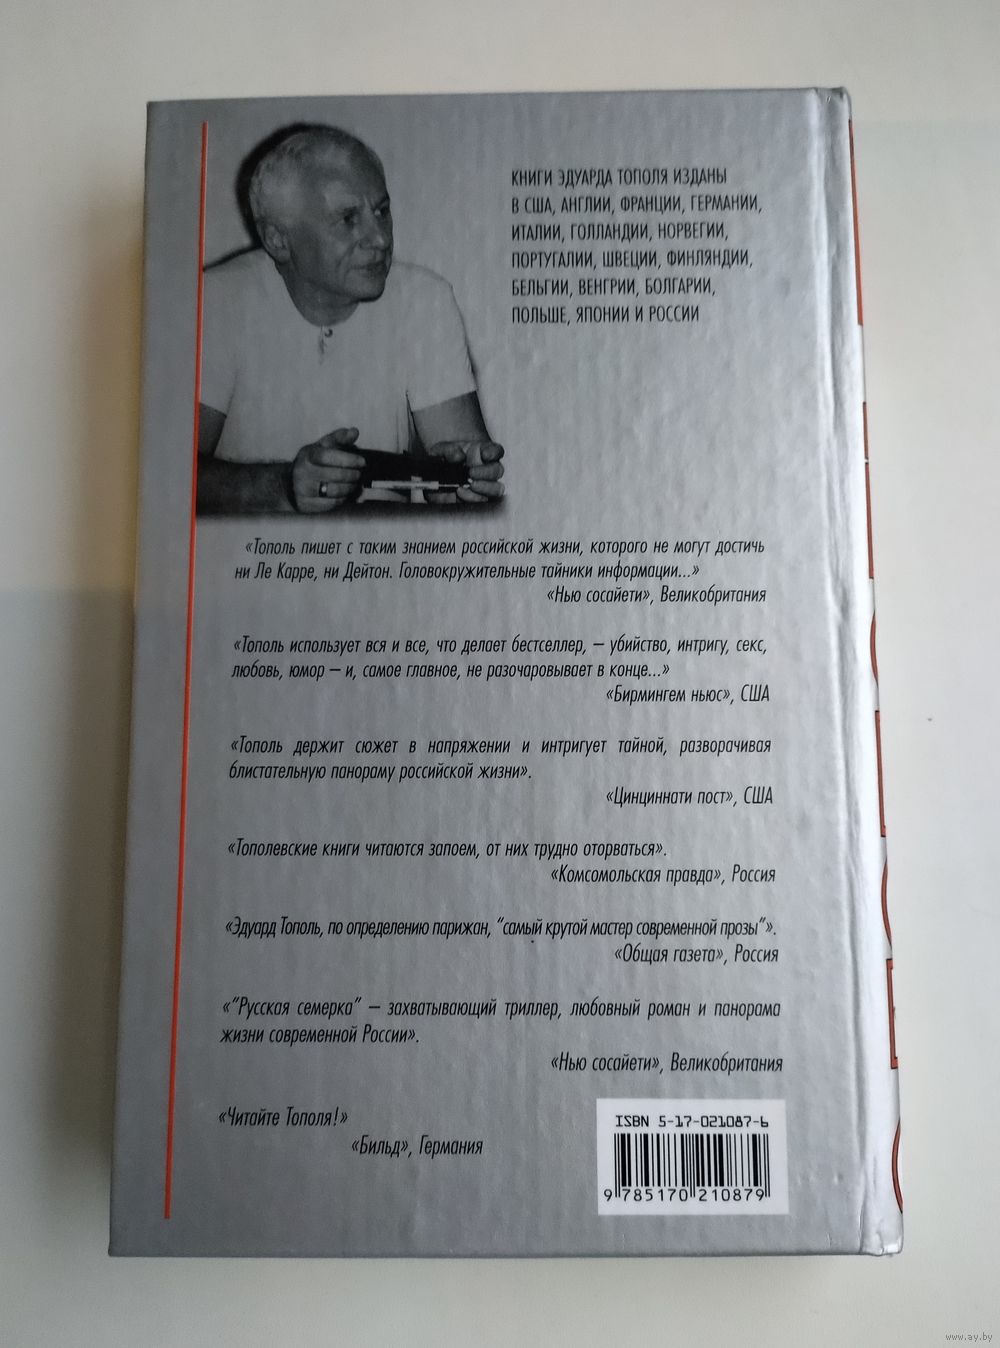 КНИГИ ЭДУАРДА ТОПОЛЯ ИЗДАНЫ
В США, АНГЛИИ, ФРАНЦИИ, ГЕРМАНИИ,
ИТАЛИИ, ГОЛЛАНДИИ, НОРВЕГИИ,
ПОРТУГАЛИИ, ШВЕЦИИ, ФИНЛЯНДИИ,
БЕЛЬГИИ, ВЕНГРИИ, БОЛГАРИИ,
ПОЛЬШЕ, ЯПОНИИ И РОССИИ
«Тополь пишет с таким знанием российской жизни, которого не могут достичь
ни Ле Карре, ни Дейтон. Головокружительные тайники информации...»
«Нью сосайети», Великобритания
«Тополь использует вся и все, что делает бестселлер, — убийство, интригу, секс,
любовь, юмор — и, самое главное, не разочаровывает в конце...»
«Бирмингем ньюс», США
«Тополь держит сюжет в напряжении и интригует тайной, разворачивая
блистательную панораму российской жизни».
«Цинциннати пост», США
«Тополевские книги читаются запоем, от них трудно оторваться».
«Комсомольская правда», Россия
«Эдуард Тополь, по определению парижан, "самый крутой мастер современной прозы"».
«Общая газета», Россия
«"Русская семерка" — захватывающий триллер, любовный роман и панорама
жизни современной России».
«Нью сосайети», Великобритания
«Читайте Тополя!»
«Бильд», Германия
ISBN 5-17-021087-6
9 785170 210879
www.ay.by